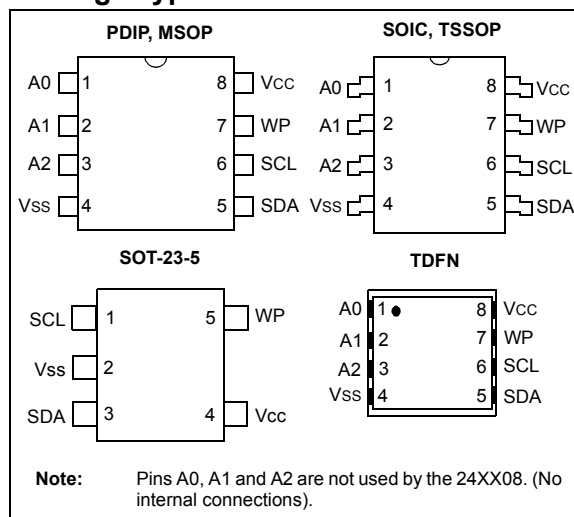 PDIP, MSOP
A0 1 8 VCC
A1 2 7 WP
A2 3 6 SCL
VSS 4 5 SDA
SOIC, TSSOP
A0 1 8 VCC
A1 2 7 WP
A2 3 6 SCL
VSS 4 5 SDA
SOT-23-5
SCL 1 5 WP
Vss 2
SDA 3 4 Vcc
TDFN
A0 1 8 VCC
A1 2 7 WP
A2 3 6 SCL
VSS 4 5 SDA
Note: Pins A0, A1 and A2 are not used by the 24XX08. (No
internal connections).